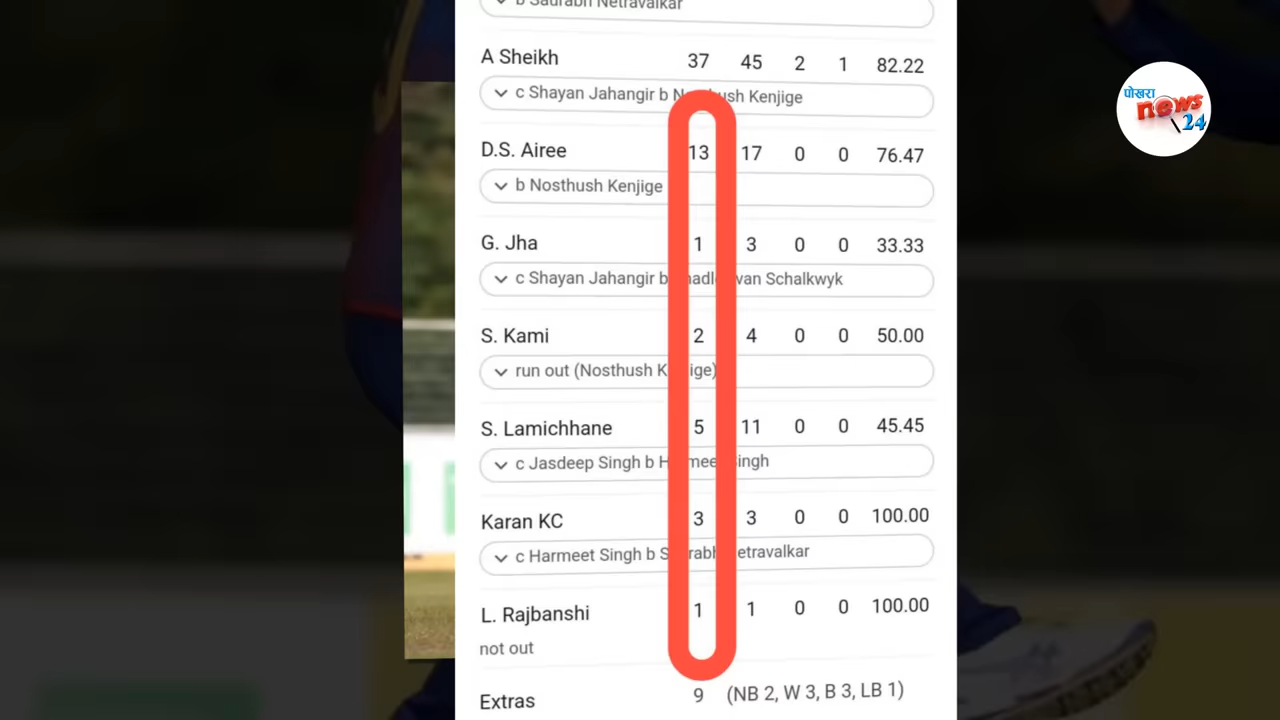 b Saurabh Netravalkar
A Sheikh 37 45 2 1 82.22
c Shayan Jahangir b Kenjige
D.S. Airee 13 17 0 0 76.47
b Nosthush Kenjige
G. Jha 1 3 0 0 33.33
c Shayan Jahangir b van Schalkwyk
S. Kami 2 4 0 0 50.00
run out (Nosthush
S. Lamichhane 5 11 0 0 45.45
c Jasdeep Singh b
Karan KC 3 3 0 0 100.00
c Harmeet Singh b
L. Rajbanshi 1 1 0 0 100.00
not out
Extras 9 (NB 2, W 3, B 3, LB 1)
पोखरा
news
24